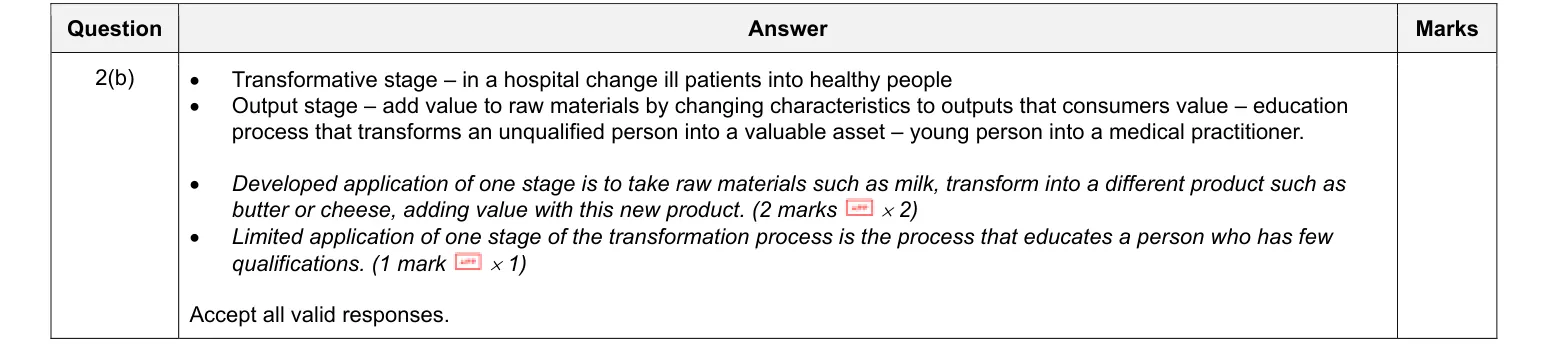 Question Answer Marks
2(b)
• Transformative stage – in a hospital change ill patients into healthy people
• Output stage – add value to raw materials by changing characteristics to outputs that consumers value – education
process that transforms an unqualified person into a valuable asset – young person into a medical practitioner.
• Developed application of one stage is to take raw materials such as milk, transform into a different product such as
butter or cheese, adding value with this new product. (2 marks × 2)
• Limited application of one stage of the transformation process is the process that educates a person who has few
qualifications. (1 mark × 1)
Accept all valid responses.